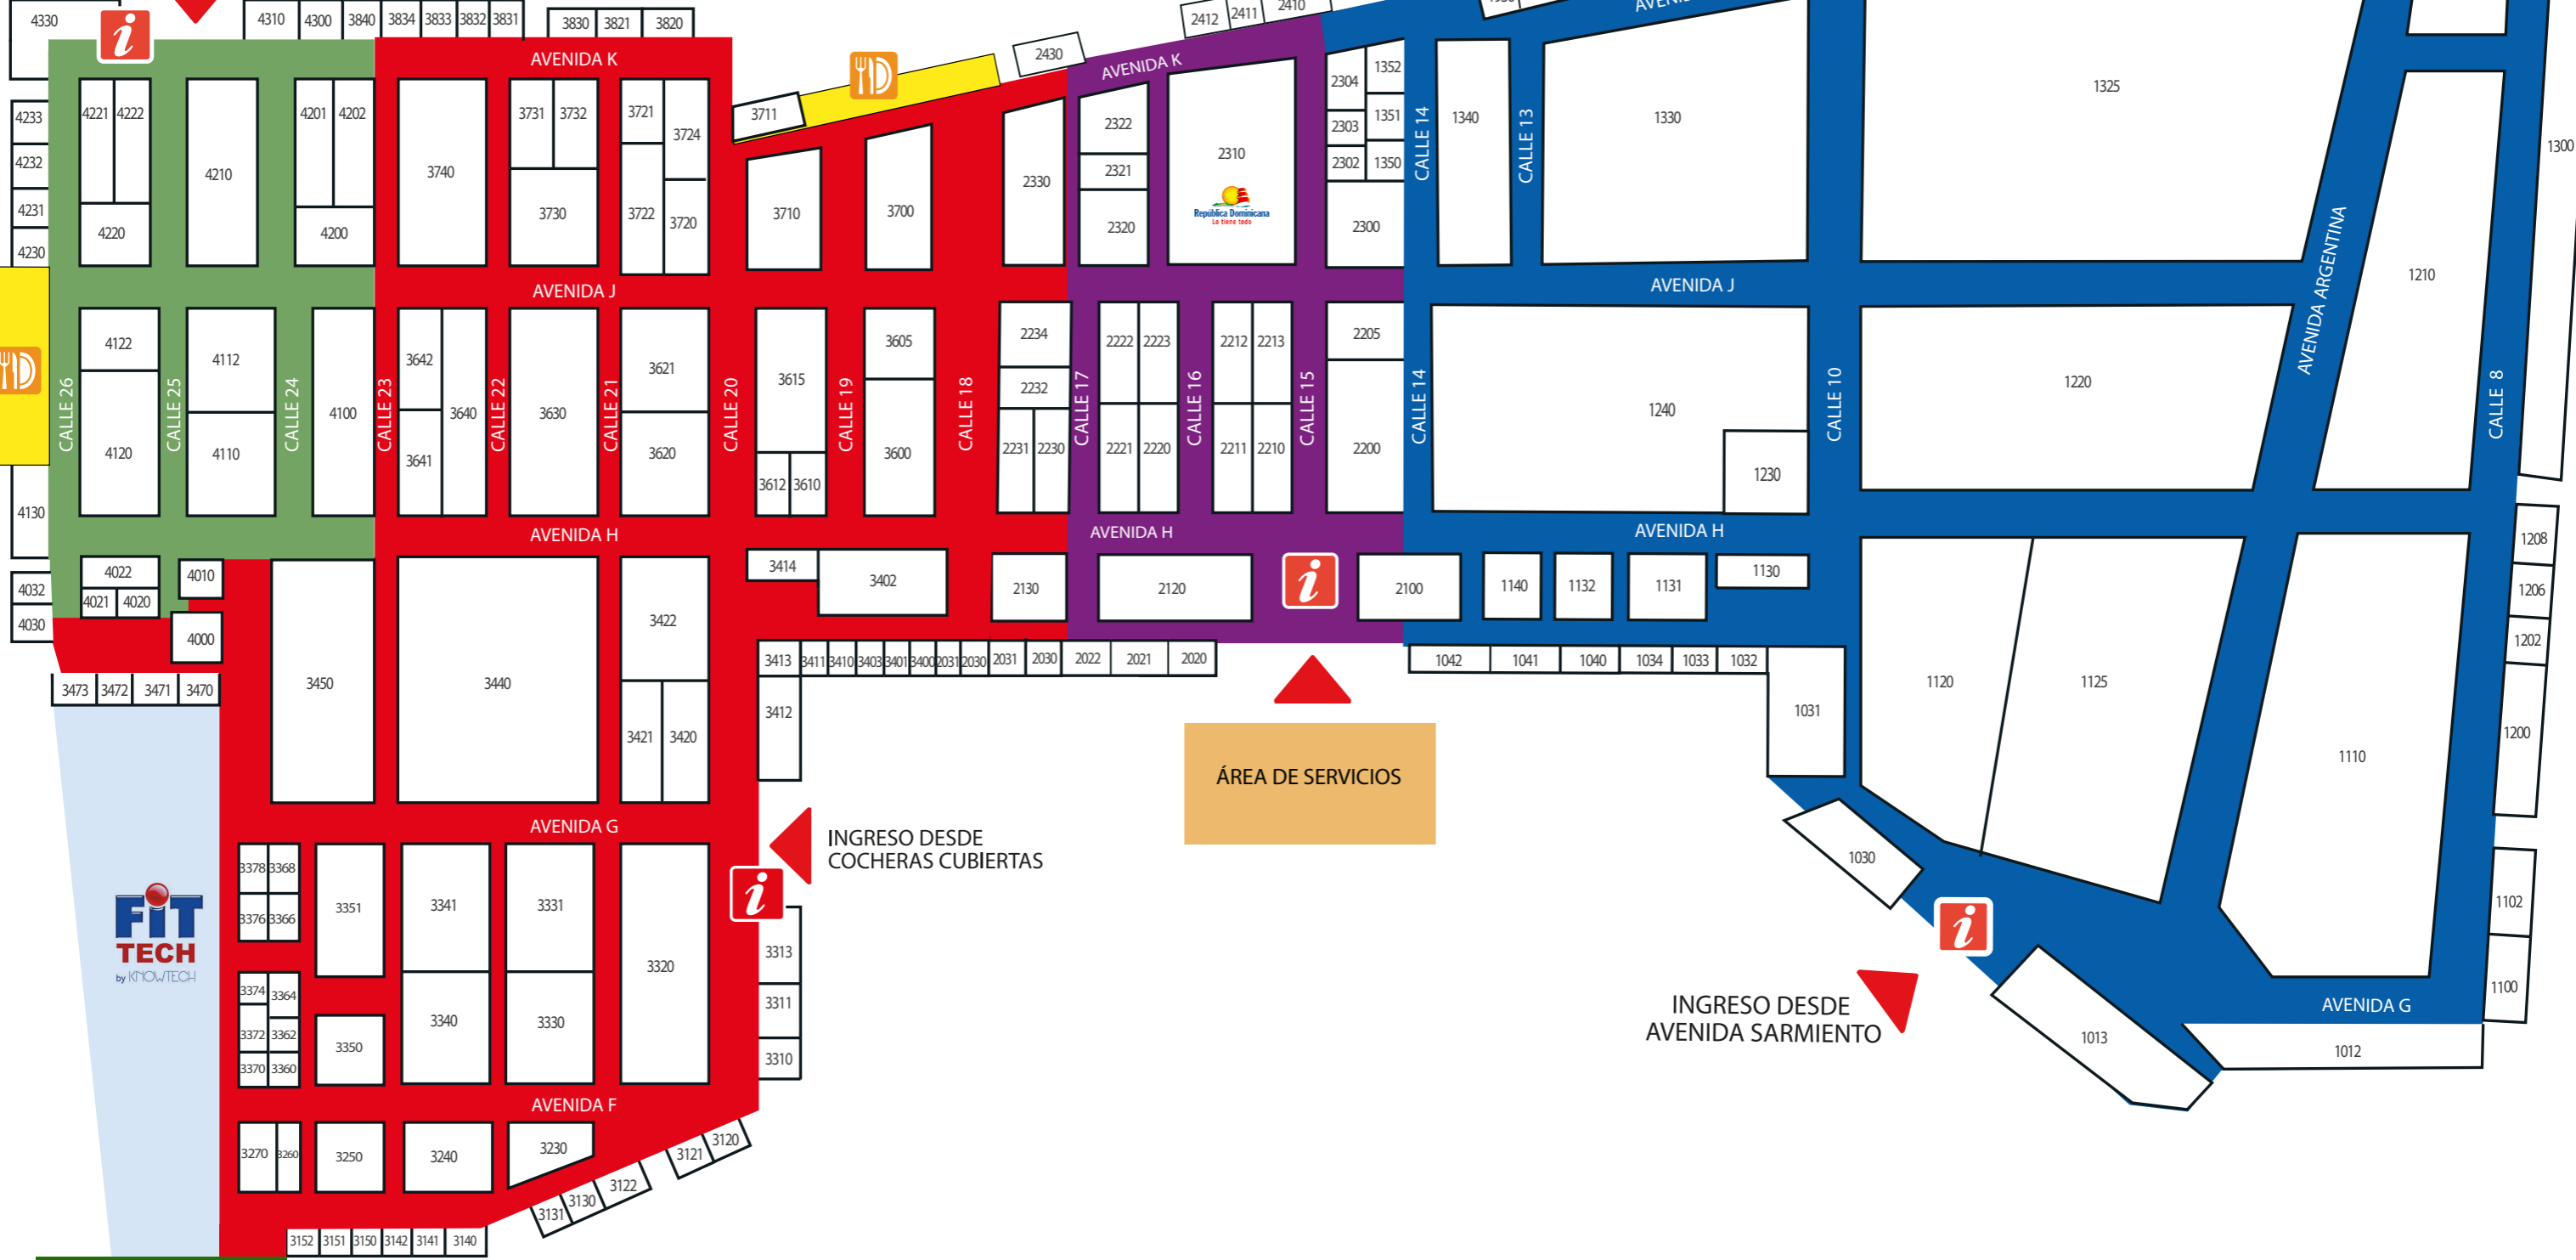 4330
4310 4300 3840 3834 3833 3832 3831
3830 3821 3820
2412 2411 2410
AVENIDA K
2430
AVENIDA K
4233
4232
4231
4230
4221 4222
4220
4210
4201 4202
4200
3740
3731 3732
3730
3721
3724
3722
3720
3711
3710
3700
2330
2322
2321
2320
2310
República Dominicana
Lo tiene todo
2304
1352
2303
1351
2302
1350
2300
CALLE 14
1340
CALLE 13
1330
1325
1300
AVENIDA J
AVENIDA J
AVENIDA ARGENTINA
1210
CALLE 26
4122
4120
CALLE 25
4112
4110
CALLE 24
4100
CALLE 23
3642
3641
3640
CALLE 22
3630
CALLE 21
3621
3620
CALLE 20
3615
3612 3610
CALLE 19
3605
3600
CALLE 18
2234
2232
2231 2230
CALLE 17
2222 2223
2221 2220
CALLE 16
2212 2213
2211 2210
CALLE 15
2205
2200
CALLE 14
1240
1230
CALLE 10
1220
CALLE 8
4130
AVENIDA H
AVENIDA H
AVENIDA H
4032
4030
4022
4021 4020
4010
4000
3473 3472 3471 3470
3450
3440
3422
3421 3420
3414
3402
2130
2120
2100
1140
1132
1131
1130
3413 3411 3410 3403 3401 3400 2031 2030 2031 2030 2022 2021 2020
3412
1042 1041 1040 1034 1033 1032
1031
1120
1125
1110
1208
1206
1202
1200
ÁREA DE SERVICIOS
AVENIDA G
INGRESO DESDE
COCHERAS CUBIERTAS
1030
FiT
TECH
by KNOWTECH
3378 3368
3376 3366
3374 3364
3372 3362
3370 3360
3351
3350
3341
3340
3331
3330
3320
3313
3311
3310
1102
1100
INGRESO DESDE
AVENIDA SARMIENTO
1013
AVENIDA G
1012
AVENIDA F
3270 3260
3250
3240
3230
3120
3121
3122
3130
3131
3152 3151 3150 3142 3141 3140